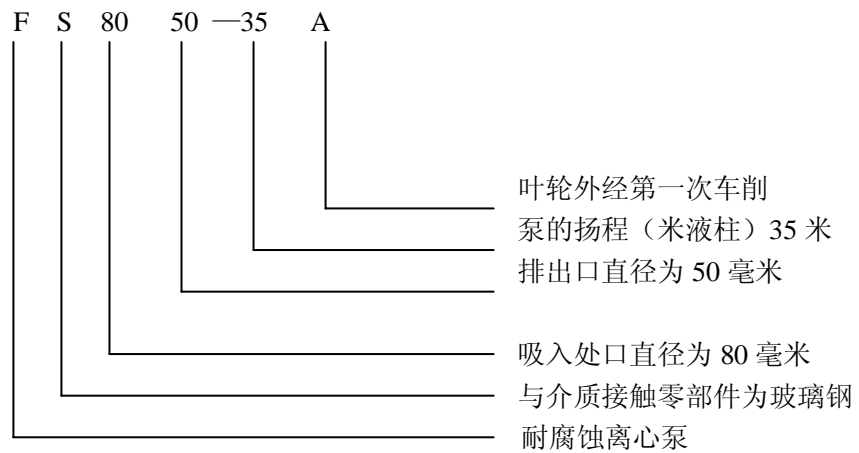 F S 80 50 —35 A
叶轮外经第一次车削
泵的扬程（米液柱）35 米
排出口直径为 50 毫米
吸入处口直径为 80 毫米
与介质接触零部件为玻璃钢
耐腐蚀离心泵